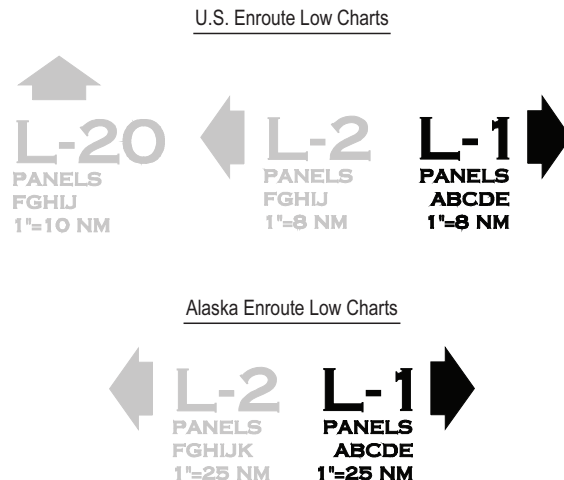 U.S. Enroute Low Charts
L-20
PANELS
FGHIJ
1"=10 NM
L-2
PANELS
FGHIJ
1"=8 NM
L-1
PANELS
ABCDE
1"=8 NM
Alaska Enroute Low Charts
L-2
PANELS
FGHIJK
1"=25 NM
L-1
PANELS
ABCDE
1"=25 NM